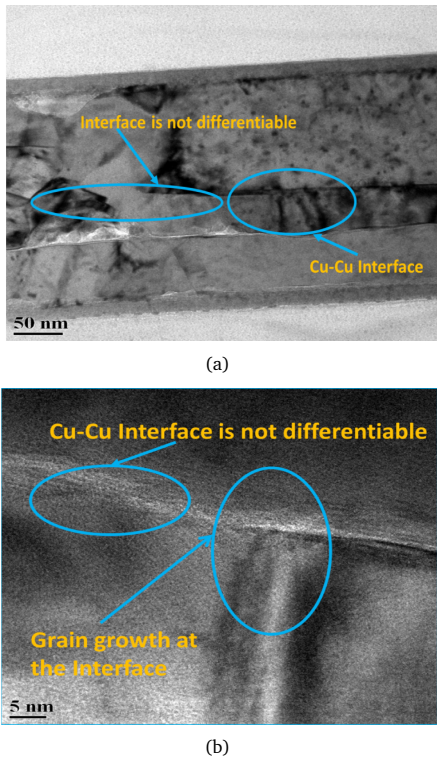 Interface is not differentiable
Cu-Cu Interface
50 nm
(a)
Cu-Cu Interface is not differentiable
Grain growth at
the Interface
5 nm
(b)